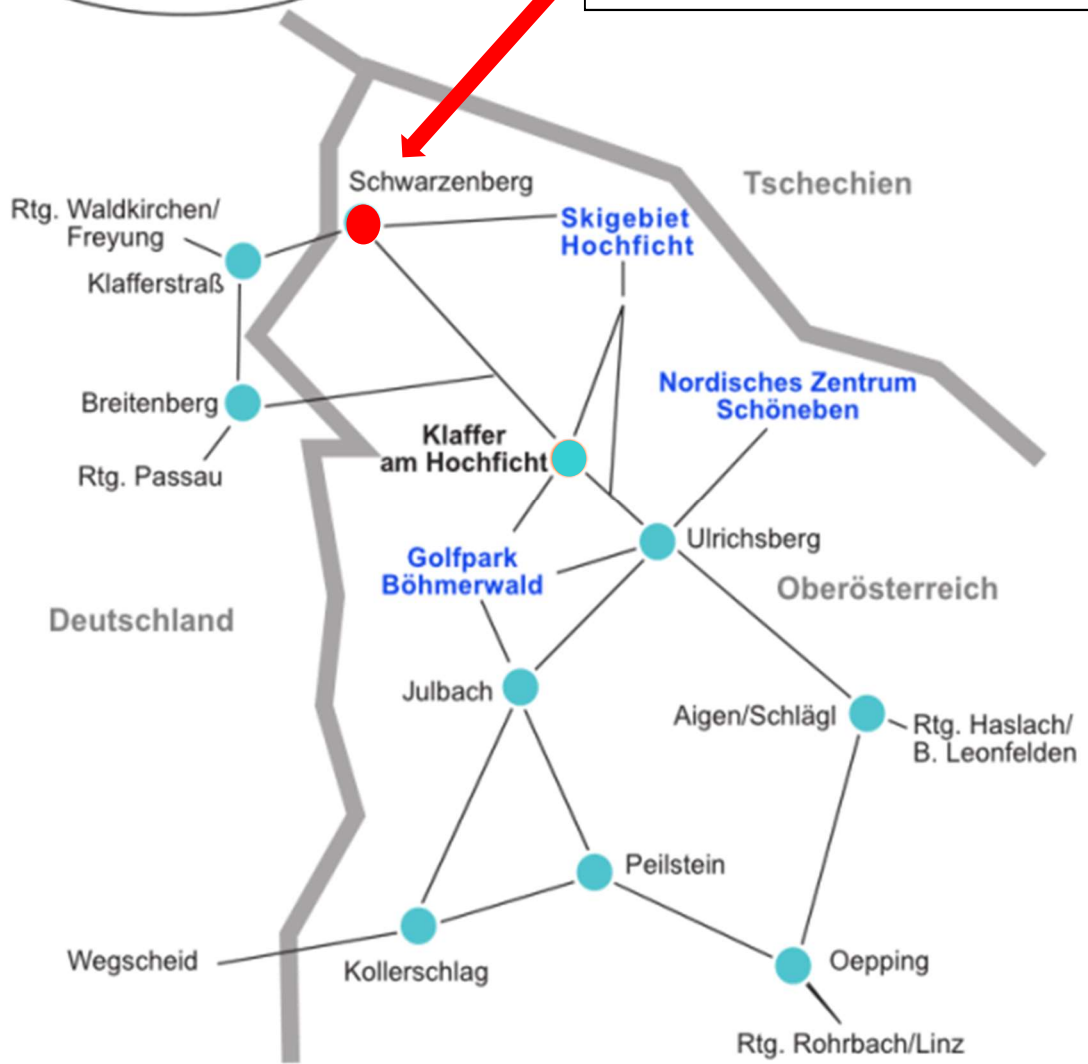 Schwarzenberg
Tschechien
Rtg. Waldkirchen/
Freyung
Skigebiet
Hochficht
Klafferstraß
Nordisches Zentrum
Schöneben
Breitenberg
Klaffer
am Hochficht
Rtg. Passau
Ulrichsberg
Golfpark
Böhmerwald
Oberösterreich
Deutschland
Julbach
Aigen/Schlägl
Rtg. Haslach/
B. Leonfelden
Peilstein
Wegscheid
Kollerschlag
Oepping
Rtg. Rohrbach/Linz